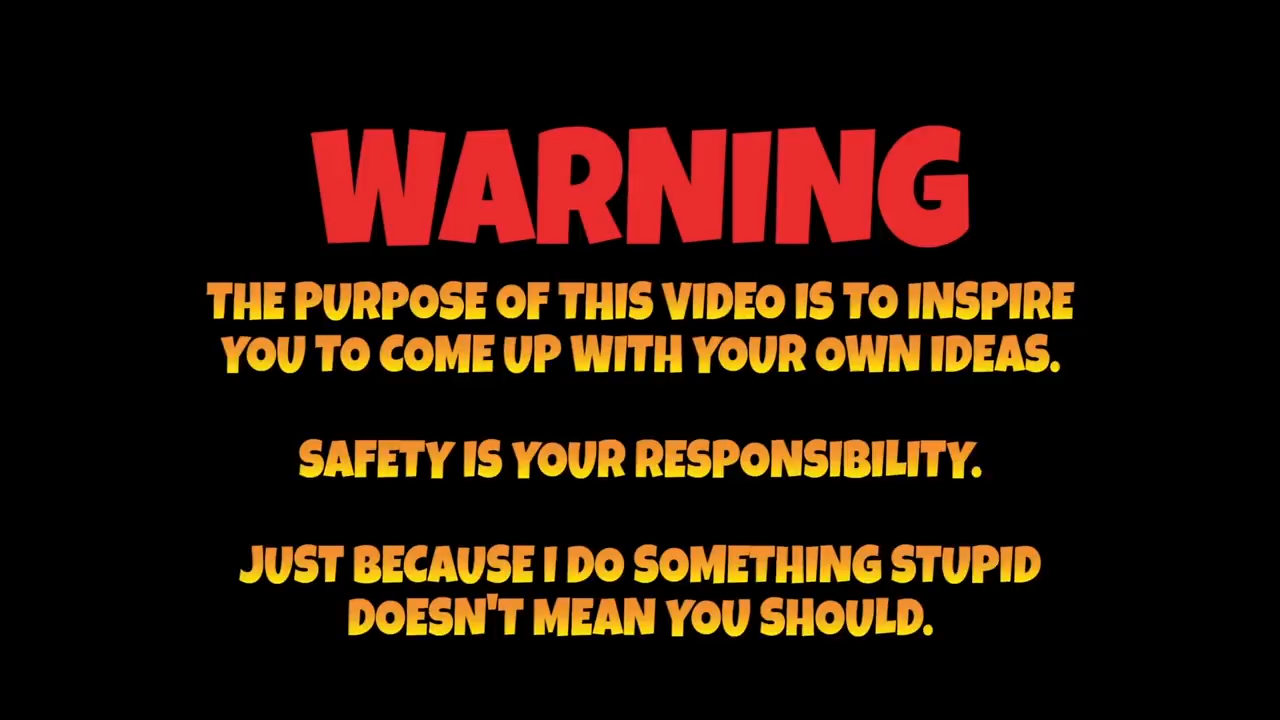 WARNING
THE PURPOSE OF THIS VIDEO IS TO INSPIRE
YOU TO COME UP WITH YOUR OWN IDEAS.
SAFETY IS YOUR RESPONSIBILITY.
JUST BECAUSE I DO SOMETHING STUPID
DOESN'T MEAN YOU SHOULD.